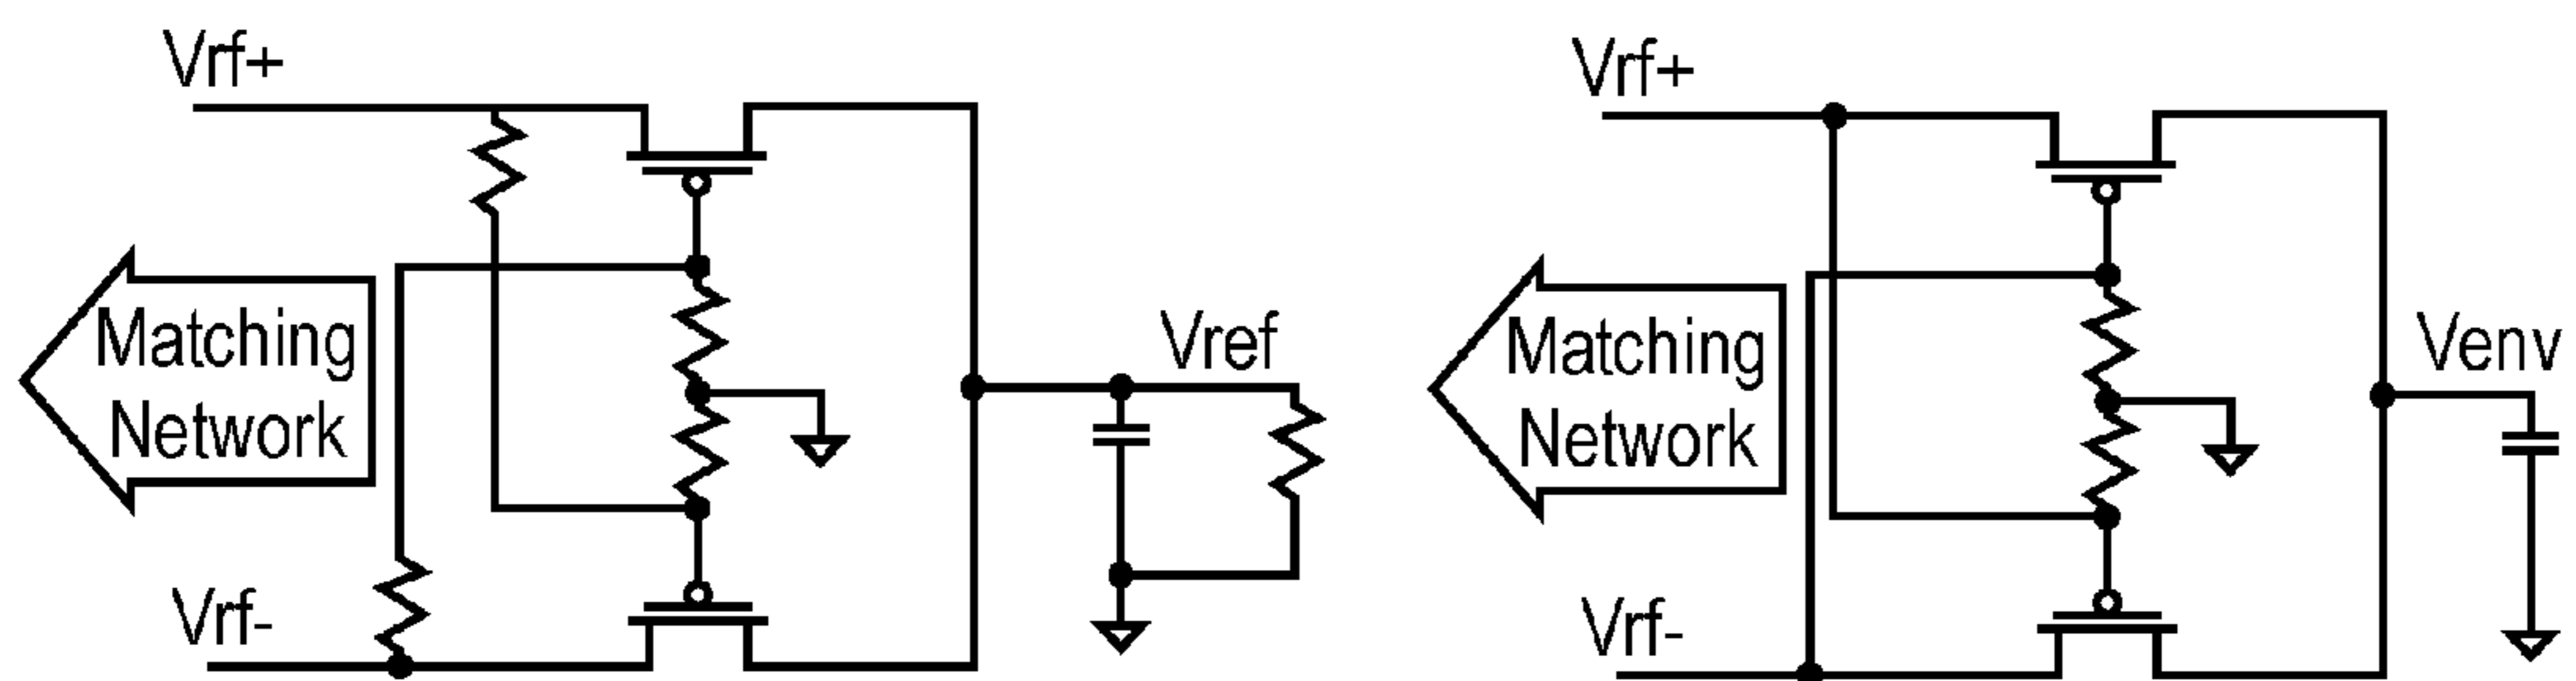 Vrf+
Matching
Network
Vrf-
Vref
Vrf+
Matching
Network
Vrf-
Venv